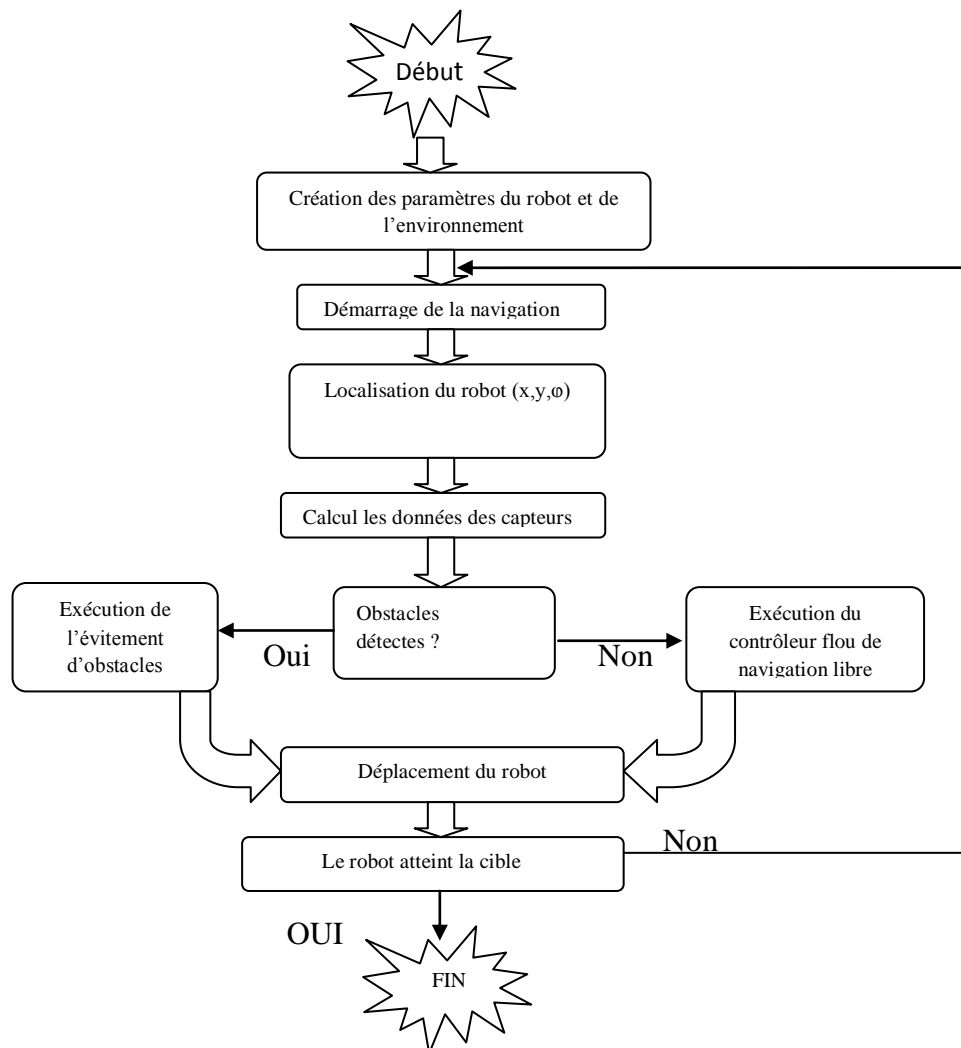 Début
Création des paramètres du robot et de
l’environnement
Démarrage de la navigation
Localisation du robot (x,y,φ)
Calcul les données des capteurs
Exécution de
l’évitement
d’obstacles
Oui
Obstacles
détectes ?
Non
Exécution du
contrôleur flou de
navigation libre
Déplacement du robot
Le robot atteint la cible
Non
OUI
FIN